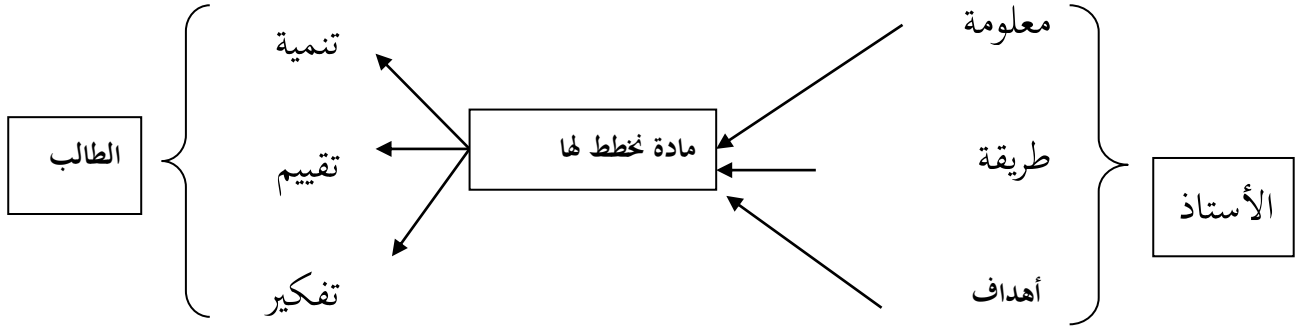 الأستاذ
معلومة
طريقة
أهداف
مادة نخطط لها
تنمية
تقييم
تفكير
الطالب